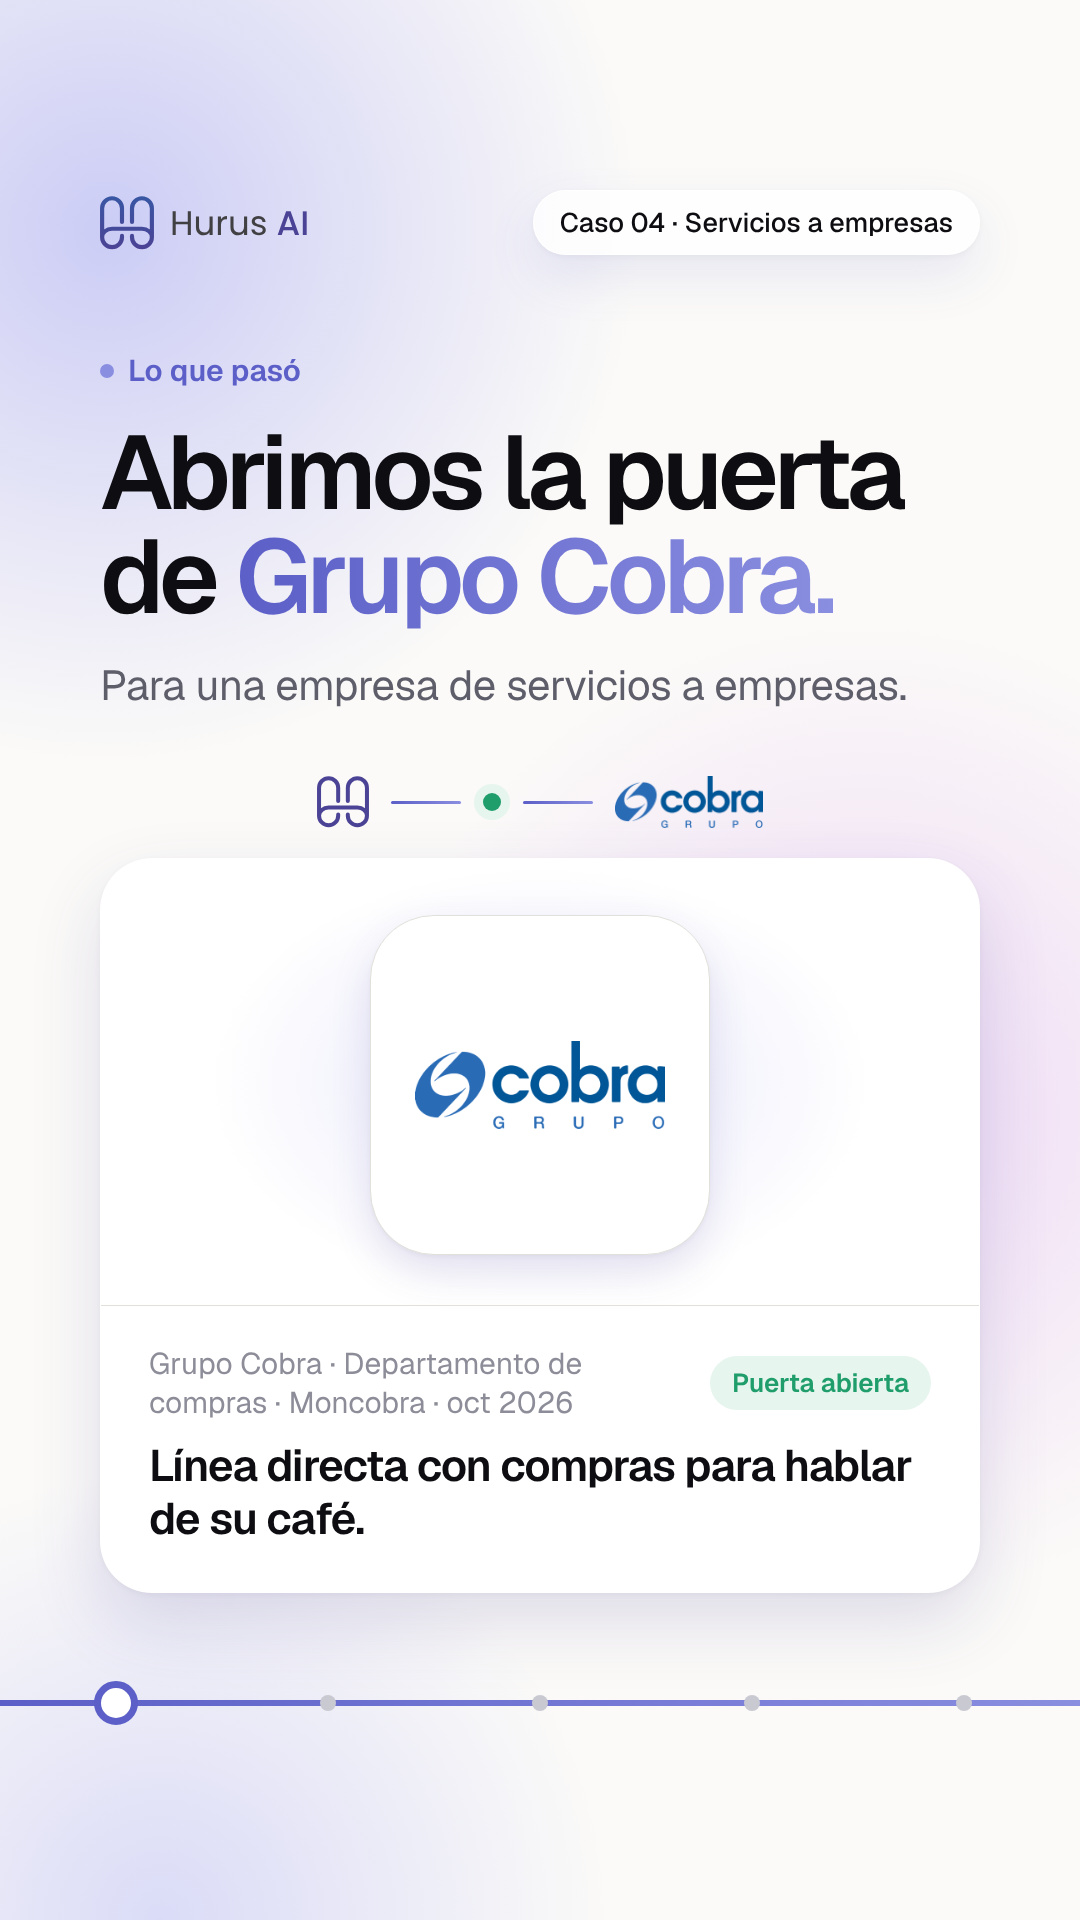 Hurus AI
Caso 04 · Servicios a empresas
Lo que pasó
Abrimos la puerta
de Grupo Cobra.
Para una empresa de servicios a empresas.
cobra
GRUPO
cobra
GRUPO
Grupo Cobra · Departamento de
compras · Moncobra · oct 2026
Puerta abierta
Línea directa con compras para hablar
de su café.